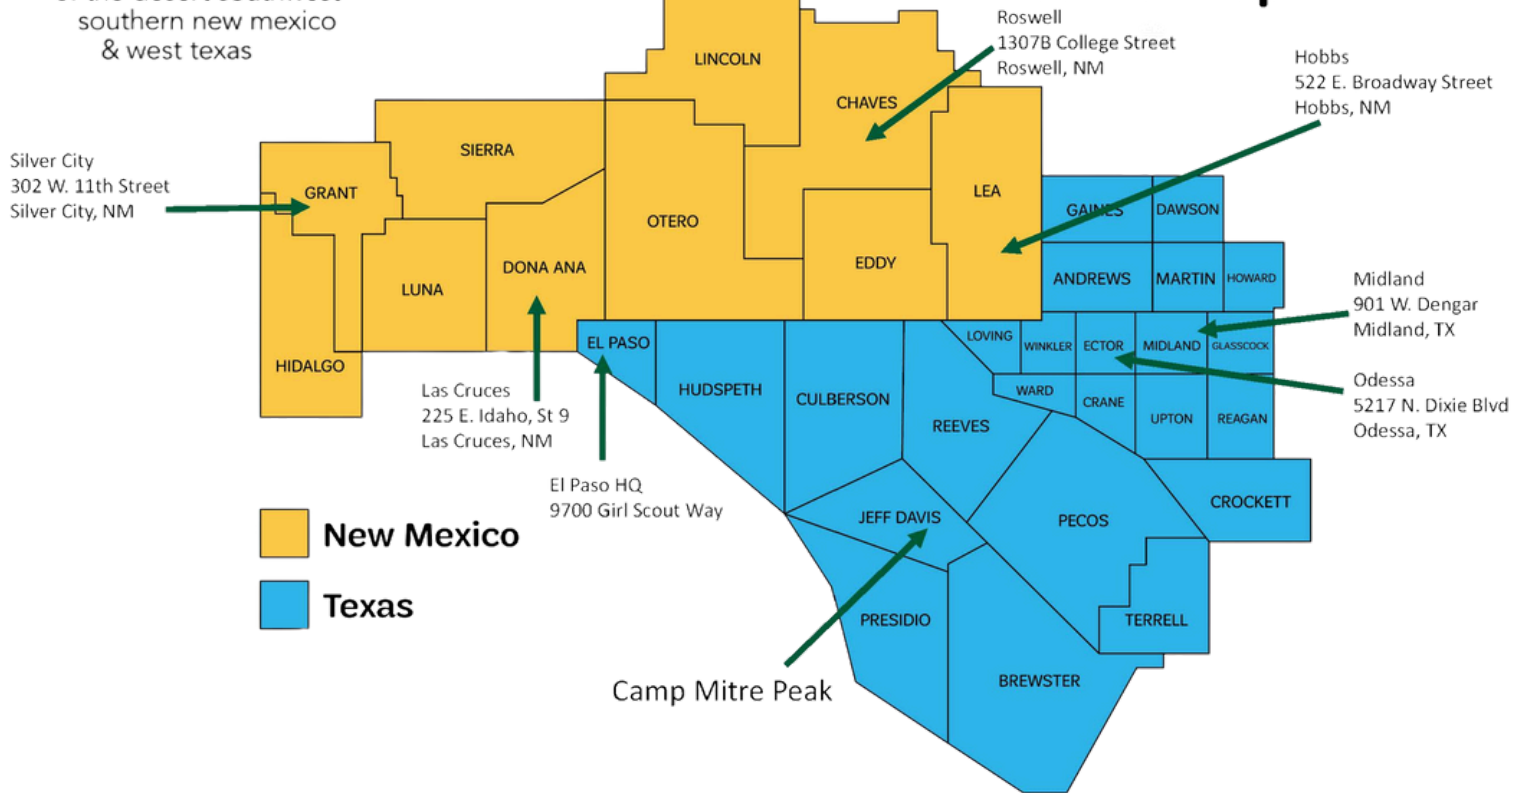 southern new mexico
& west texas
Roswell
1307B College Street
Roswell, NM
Hobbs
522 E. Broadway Street
Hobbs, NM
LINCOLN
CHAVES
SIERRA
Silver City
302 W. 11th Street
Silver City, NM
GRANT
LEA
OTERO
GAINES
DAWSON
DONA ANA
EDDY
LUNA
ANDREWS
MARTIN
HOWARD
Midland
901 W. Dengar
Midland, TX
HIDALGO
EL PASO
LOVING
WINKLER
ECTOR
MIDLAND
GLASSCOCK
HUDSPETH
CULBERSON
WARD
CRANE
UPTON
REAGAN
REEVES
Odessa
5217 N. Dixie Blvd
Odessa, TX
Las Cruces
225 E. Idaho, St 9
Las Cruces, NM
El Paso HQ
9700 Girl Scout Way
JEFF DAVIS
PECOS
CROCKETT
New Mexico
Texas
PRESIDIO
TERRELL
BREWSTER
Camp Mitre Peak